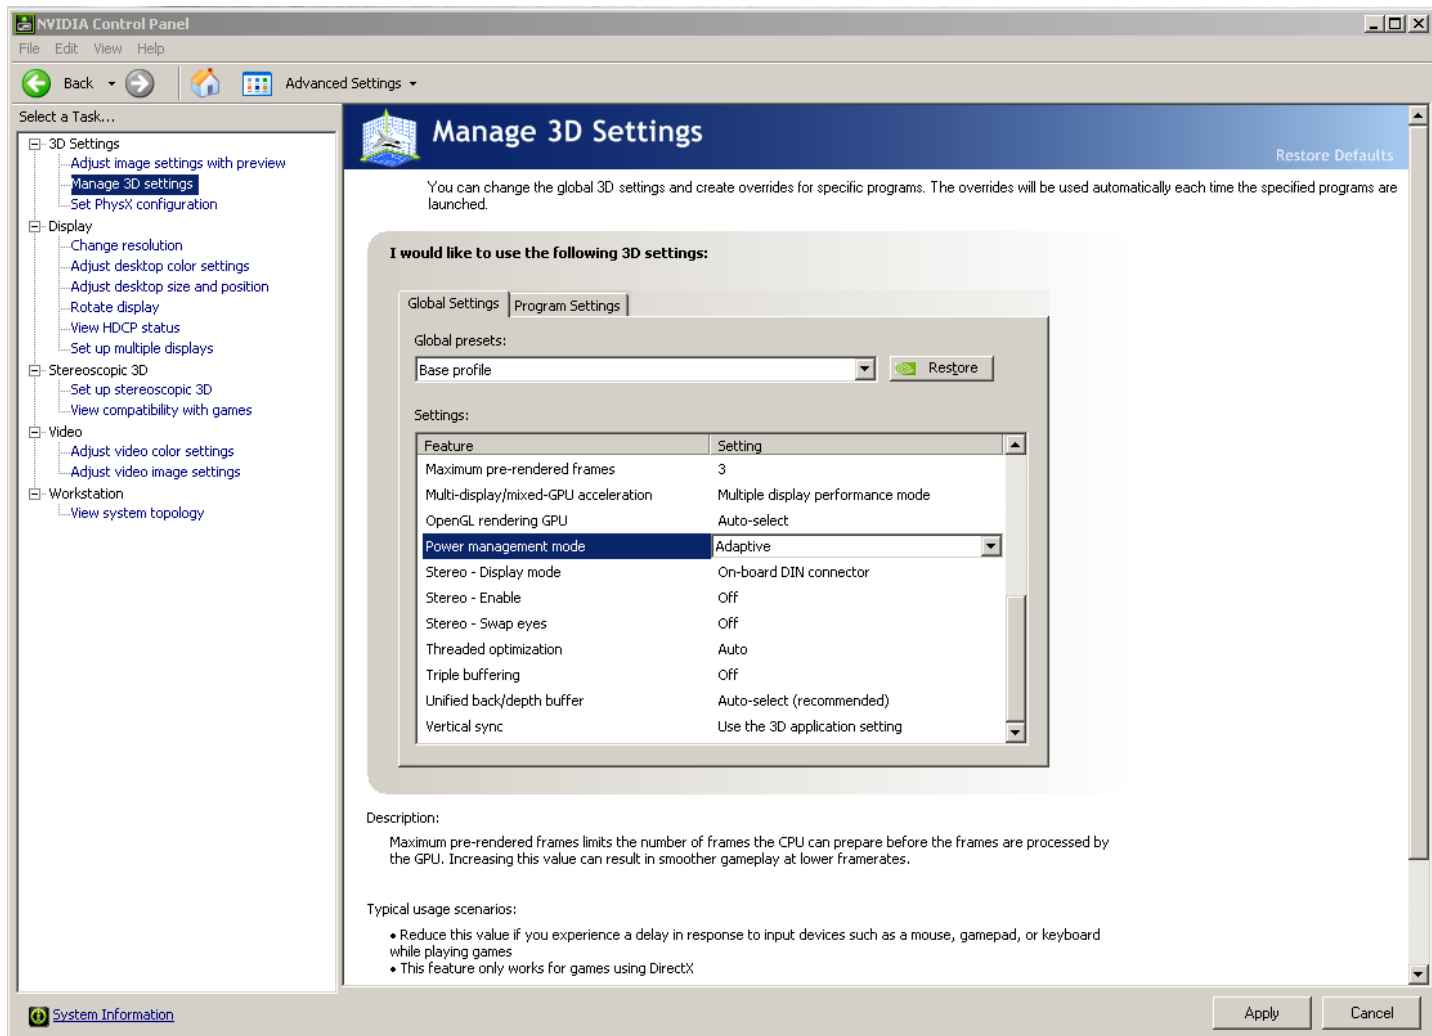 NVIDIA Control Panel
File Edit View Help
Back Advanced Settings
Select a Task...
3D Settings
Adjust image settings with preview
Manage 3D settings
Set PhysX configuration
Display
Change resolution
Adjust desktop color settings
Adjust desktop size and position
Rotate display
View HDCP status
Set up multiple displays
Stereoscopic 3D
Set up stereoscopic 3D
View compatibility with games
Video
Adjust video color settings
Adjust video image settings
Workstation
View system topology
System Information
Manage 3D Settings
Restore Defaults
You can change the global 3D settings and create overrides for specific programs. The overrides will be used automatically each time the specified programs are
launched.
I would like to use the following 3D settings:
Global Settings Program Settings
Global presets:
Base profile Restore
Settings:
Feature Setting
Maximum pre-rendered frames 3
Multi-display/mixed-GPU acceleration Multiple display performance mode
OpenGL rendering GPU Auto-select
Power management mode Adaptive
Stereo - Display mode On-board DIN connector
Stereo - Enable Off
Stereo - Swap eyes Off
Threaded optimization Auto
Triple buffering Off
Unified back/depth buffer Auto-select (recommended)
Vertical sync Use the 3D application setting
Description:
Maximum pre-rendered frames limits the number of frames the CPU can prepare before the frames are processed by
the GPU. Increasing this value can result in smoother gameplay at lower framerates.
Typical usage scenarios:
• Reduce this value if you experience a delay in response to input devices such as a mouse, gamepad, or keyboard
while playing games
• This feature only works for games using DirectX
Apply Cancel